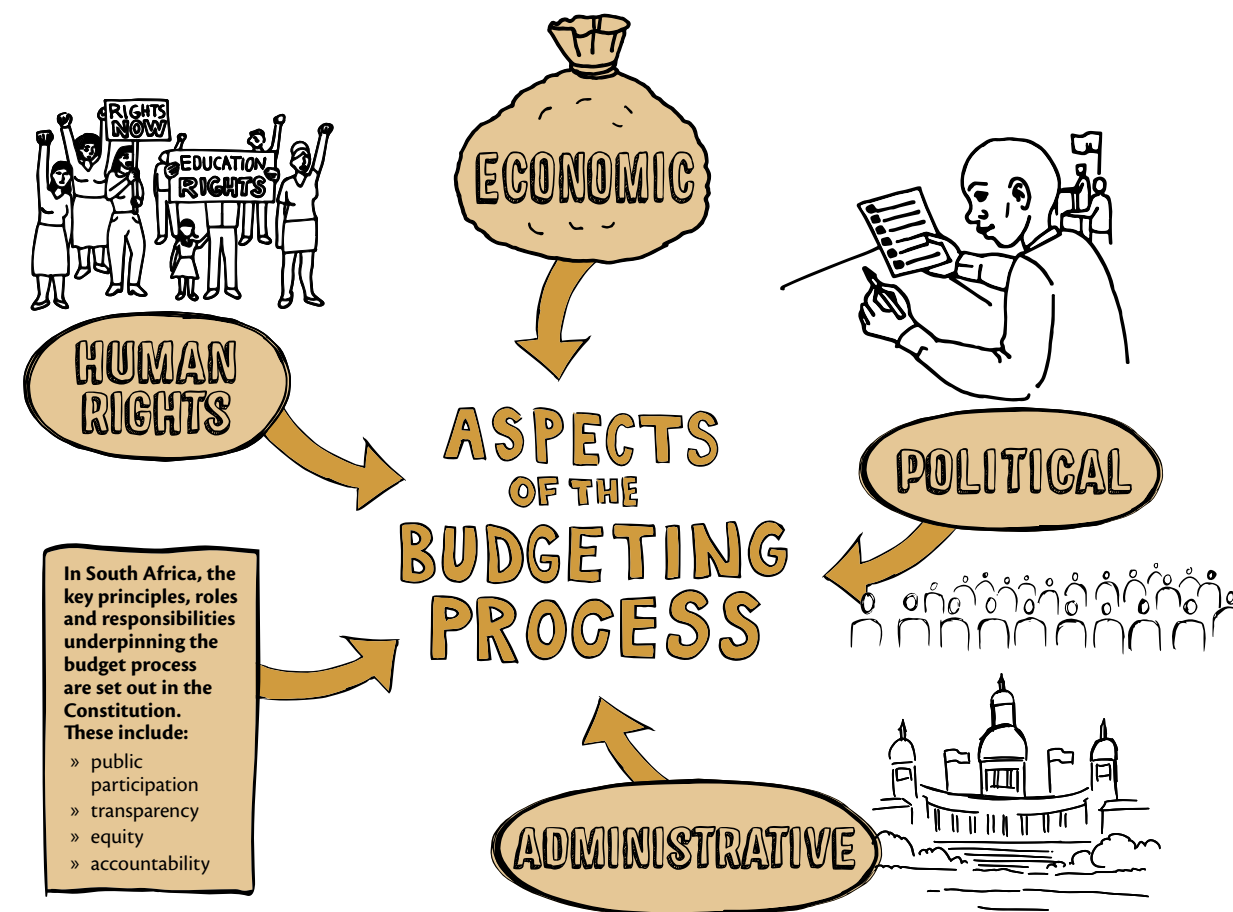 RIGHTS
NOW
EDUCATION
RIGHTS
ECONOMIC
HUMAN
RIGHTS
ASPECTS
OF THE
BUDGETING
PROCESS
POLITICAL
In South Africa, the
key principles, roles
and responsibilities
underpinning the
budget process
are set out in the
Constitution.
These include:
» public
participation
» transparency
» equity
» accountability
ADMINISTRATIVE